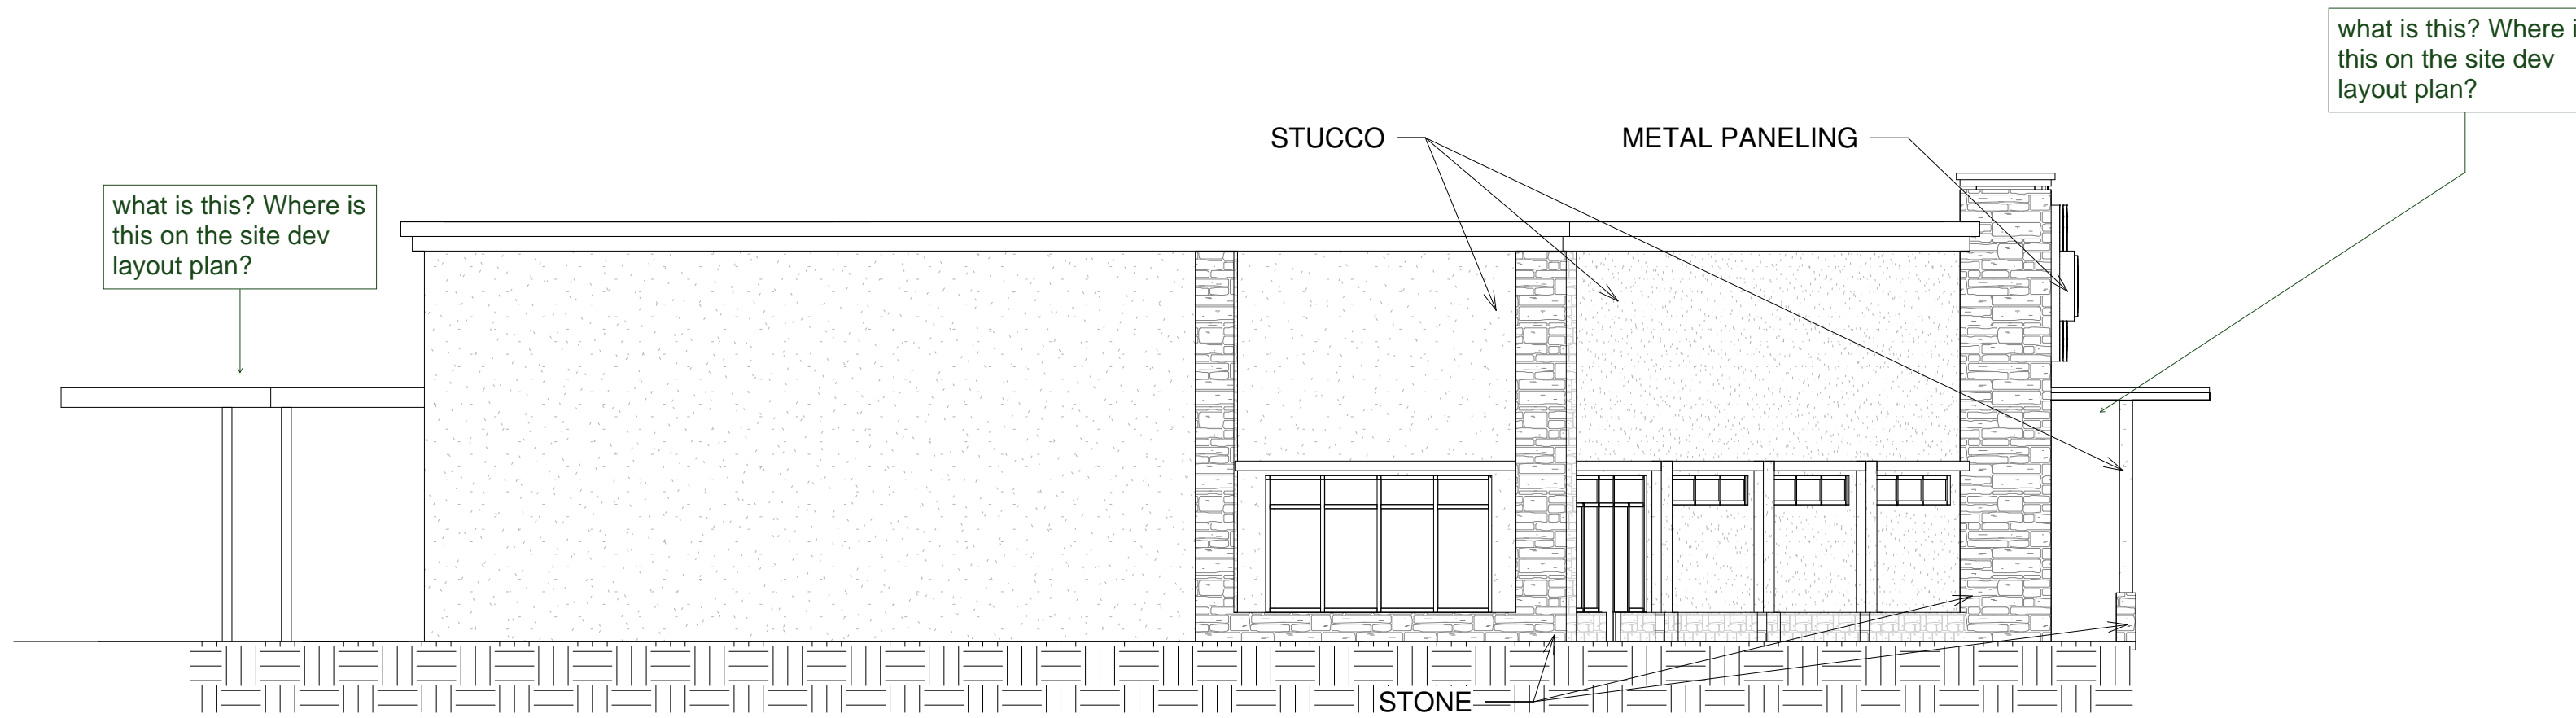 what is this? Where is
this on the site dev
layout plan?
STUCCO
METAL PANELING
what is this? Where i
this on the site dev
layout plan?
STONE